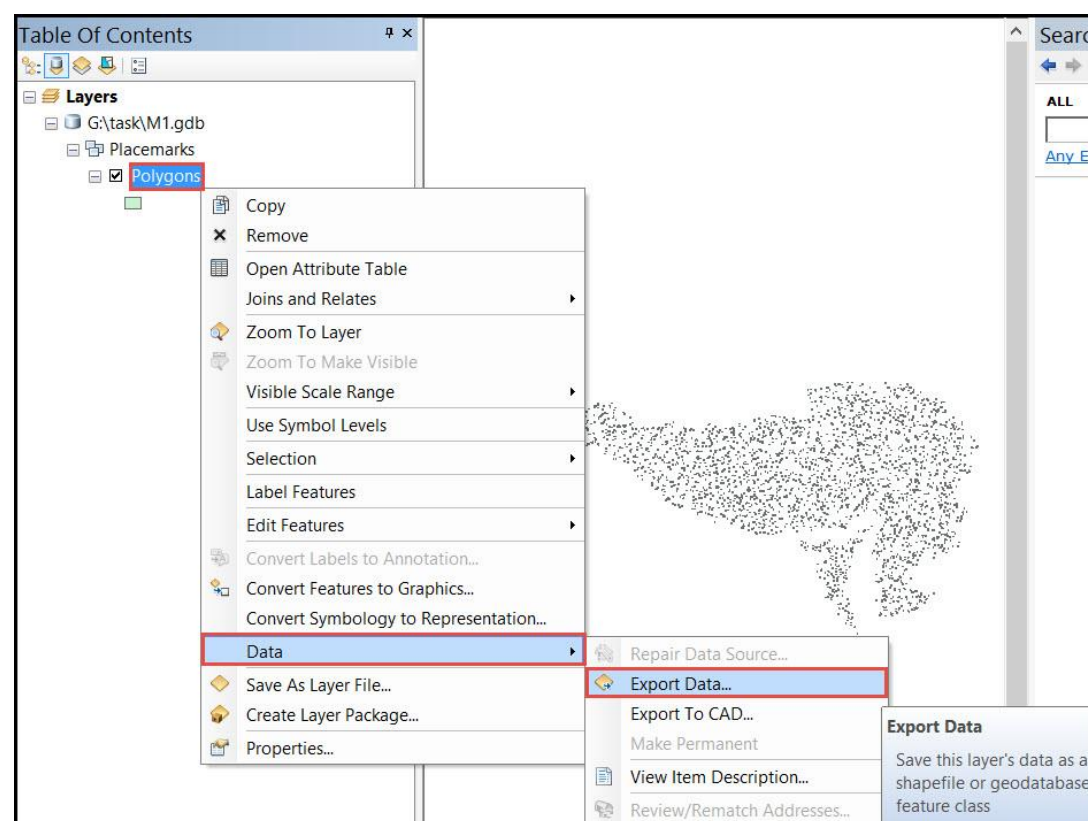 Table Of Contents
Layers
G:\task\M1.gdb
Placemarks
Polygons
Copy
Remove
Open Attribute Table
Joins and Relates
Zoom To Layer
Zoom To Make Visible
Visible Scale Range
Use Symbol Levels
Selection
Label Features
Edit Features
Convert Labels to Annotation...
Convert Features to Graphics...
Convert Symbology to Representation...
Data
Save As Layer File...
Create Layer Package...
Properties...
Repair Data Source...
Export Data...
Export To CAD...
Make Permanent
View Item Description...
Review/Rematch Addresses...
Export Data
Save this layer's data as a
shapefile or geodatabase
feature class
Searc
ALL
Any E